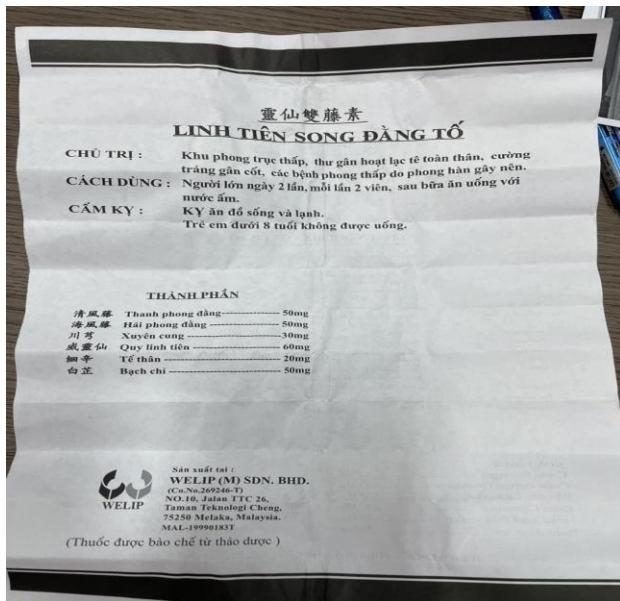 靈仙雙藤素
LINH TIÊN SONG ĐẰNG TỐ
CHỦ TRỊ : Khu phong trục thấp, thư gân hoạt lạc tê toàn thân, cường
tráng gân cốt, các bệnh phong thấp do phong hàn gây nên.
CÁCH DÙNG : Người lớn ngày 2 lần, mỗi lần 2 viên, sau bữa ăn uống với
nước ấm.
CẤM KỴ : KỴ ăn đồ sống và lạnh.
Trẻ em dưới 8 tuổi không được uống.
THÀNH PHẦN
清風藤 Thanh phong đằng---------------- 50mg
海風藤 Hải phong đằng ----------------- 50mg
川芎 Xuyên cung ---------------------30mg
威靈仙 Quy linh tiên ------------------- 60mg
細辛 Tế thân --------------------------- 20mg
白芷 Bạch chỉ -------------------------- 50mg
Sản xuất tại :
WELIP (M) SDN. BHD.
(Co.No.269246-T)
NO.10, Jalan TTC 26,
Taman Teknologi Cheng,
75250 Melaka, Malaysia.
MAL-19990183T
WELIP
(Thuốc được bào chế từ thảo dược )